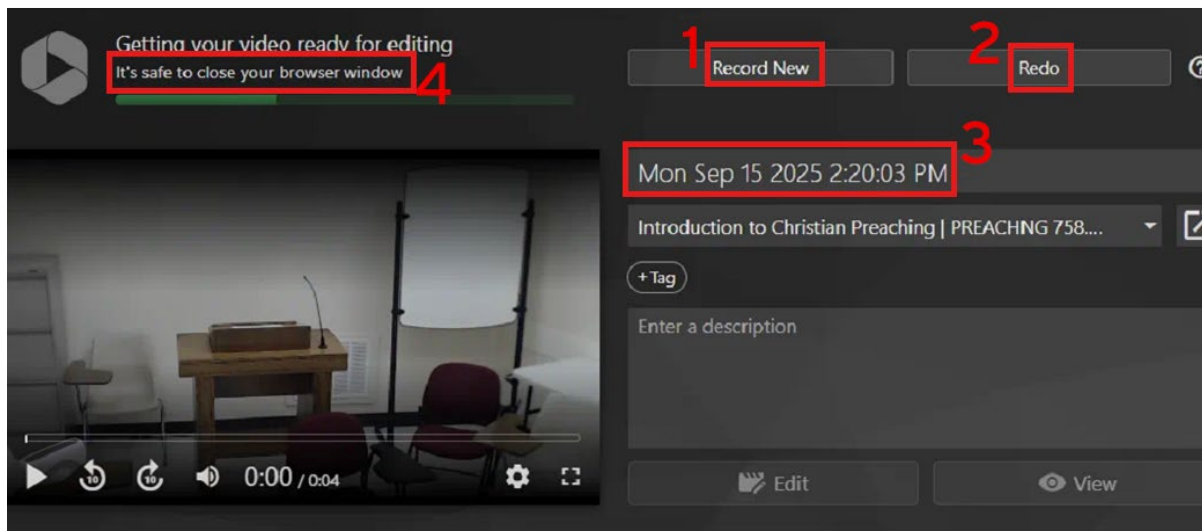 Getting your video ready for editing
It's safe to close your browser window
4
1
Record New
2
Redo
3
Mon Sep 15 2025 2:20:03 PM
Introduction to Christian Preaching | PREACHNG 758....
+Tag
Enter a description
10
10
0:00 / 0:04
Edit
View